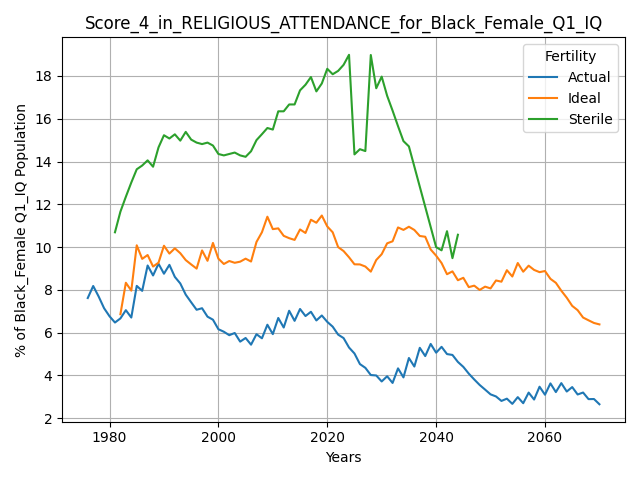 Score_4_in_RELIGIOUS_ATTENDANCE_for_Black_Female_Q1_IQ
% of Black_Female Q1_IQ Population
18
16
14
12
10
8
6
4
2
Fertility
Actual
Ideal
Sterile
1980 2000 2020 2040 2060
Years